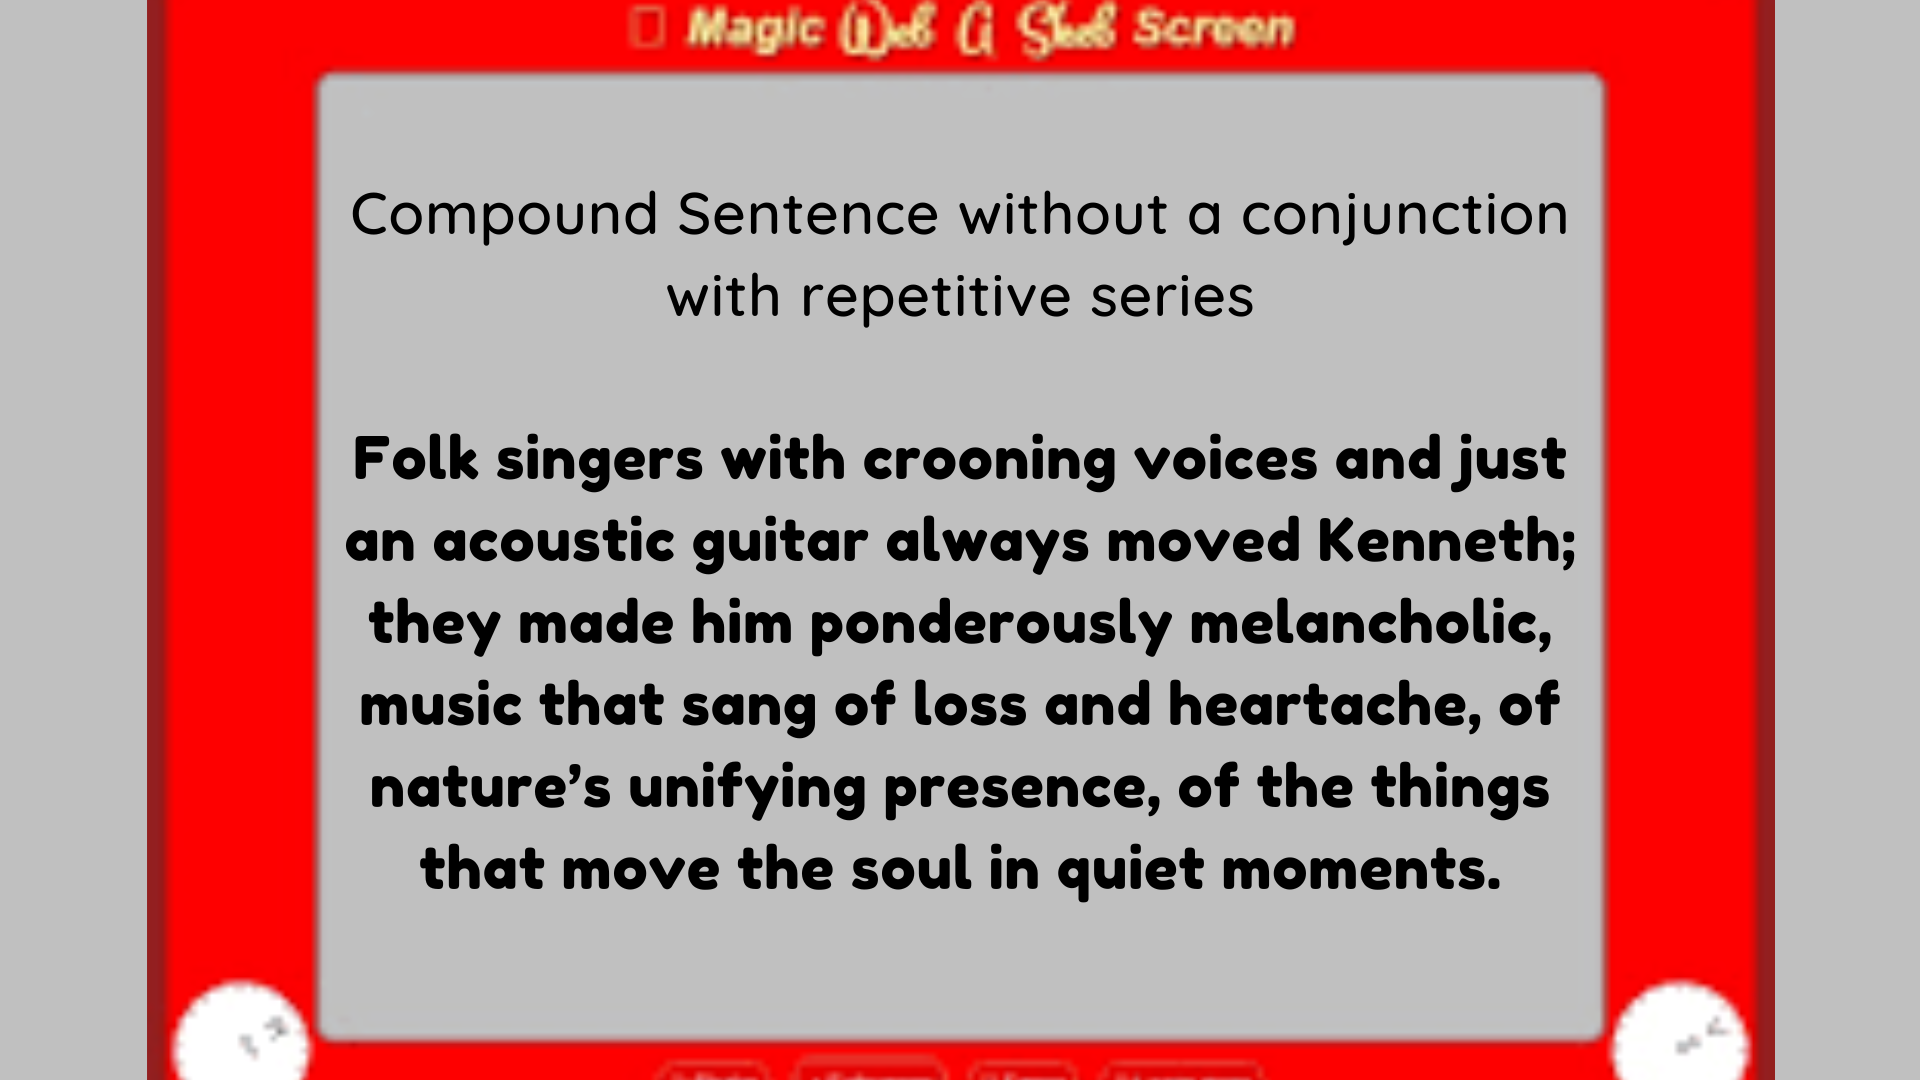 Magic Screen
Compound Sentence without a conjunction
with repetitive series
Folk singers with crooning voices and just
an acoustic guitar always moved Kenneth;
they made him ponderously melancholic,
music that sang of loss and heartache, of
nature’s unifying presence, of the things
that move the soul in quiet moments.